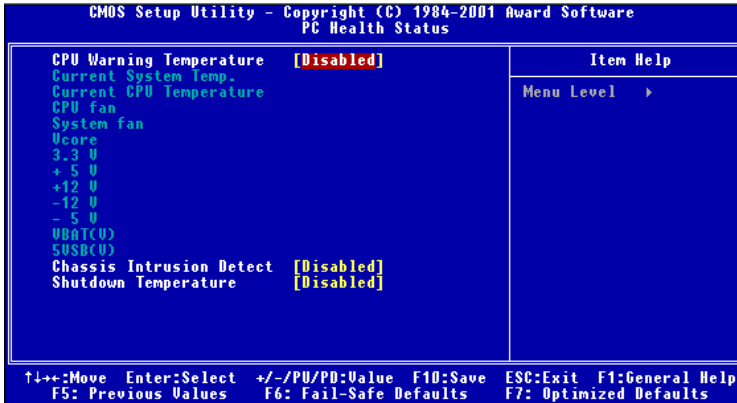 CMOS Setup Utility - Copyright (C) 1984-2001 Award Software
PC Health Status
CPU Warning Temperature [Disabled]
Current System Temp.
Current CPU Temperature
CPU fan
System fan
Vcore
3.3 V
+ 5 V
+12 V
-12 V
- 5 V
VBAT(V)
5VSB(V)
Chassis Intrusion Detect [Disabled]
Shutdown Temperature [Disabled]
Item Help
Menu Level ▸
↑↓→←:Move Enter:Select +/-/PU/PD:Value F10:Save ESC:Exit F1:General Help
F5: Previous Values F6: Fail-Safe Defaults F7: Optimized Defaults